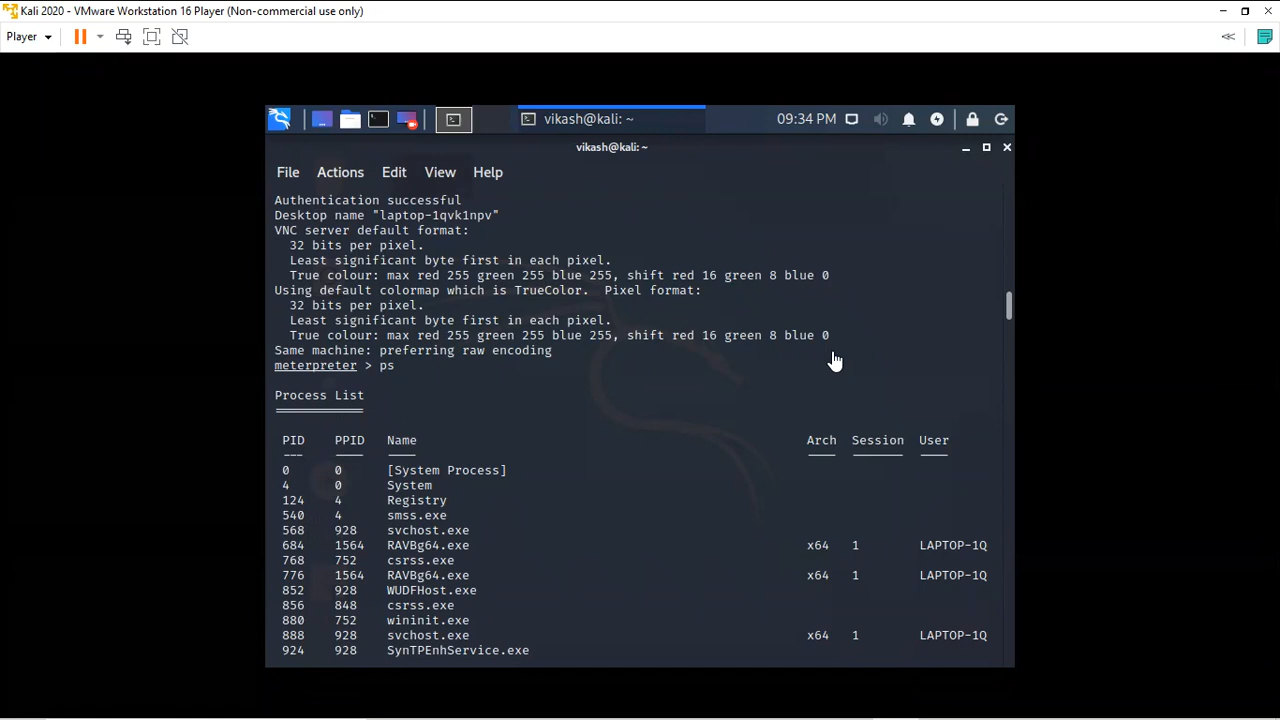 Kali 2020 - VMware Workstation 16 Player (Non-commercial use only)
Player
vikash@kali: ~
09:34 PM
vikash@kali: ~
File Actions Edit View Help
Authentication successful
Desktop name "laptop-1qvk1npv"
VNC server default format:
32 bits per pixel.
Least significant byte first in each pixel.
True colour: max red 255 green 255 blue 255, shift red 16 green 8 blue 0
Using default colormap which is TrueColor. Pixel format:
32 bits per pixel.
Least significant byte first in each pixel.
True colour: max red 255 green 255 blue 255, shift red 16 green 8 blue 0
Same machine: preferring raw encoding
meterpreter > ps
Process List
============
PID PPID Name Arch Session User
--- ---- ---- ---- ------- ----
0 0 [System Process]
4 0 System
124 4 Registry
540 4 smss.exe
568 928 svchost.exe
684 1564 RAVBg64.exe x64 1 LAPTOP-1Q
768 752 csrss.exe
776 1564 RAVBg64.exe x64 1 LAPTOP-1Q
852 928 WUDFHost.exe
856 848 csrss.exe
880 752 wininit.exe
888 928 svchost.exe x64 1 LAPTOP-1Q
924 928 SynTPEnhService.exe